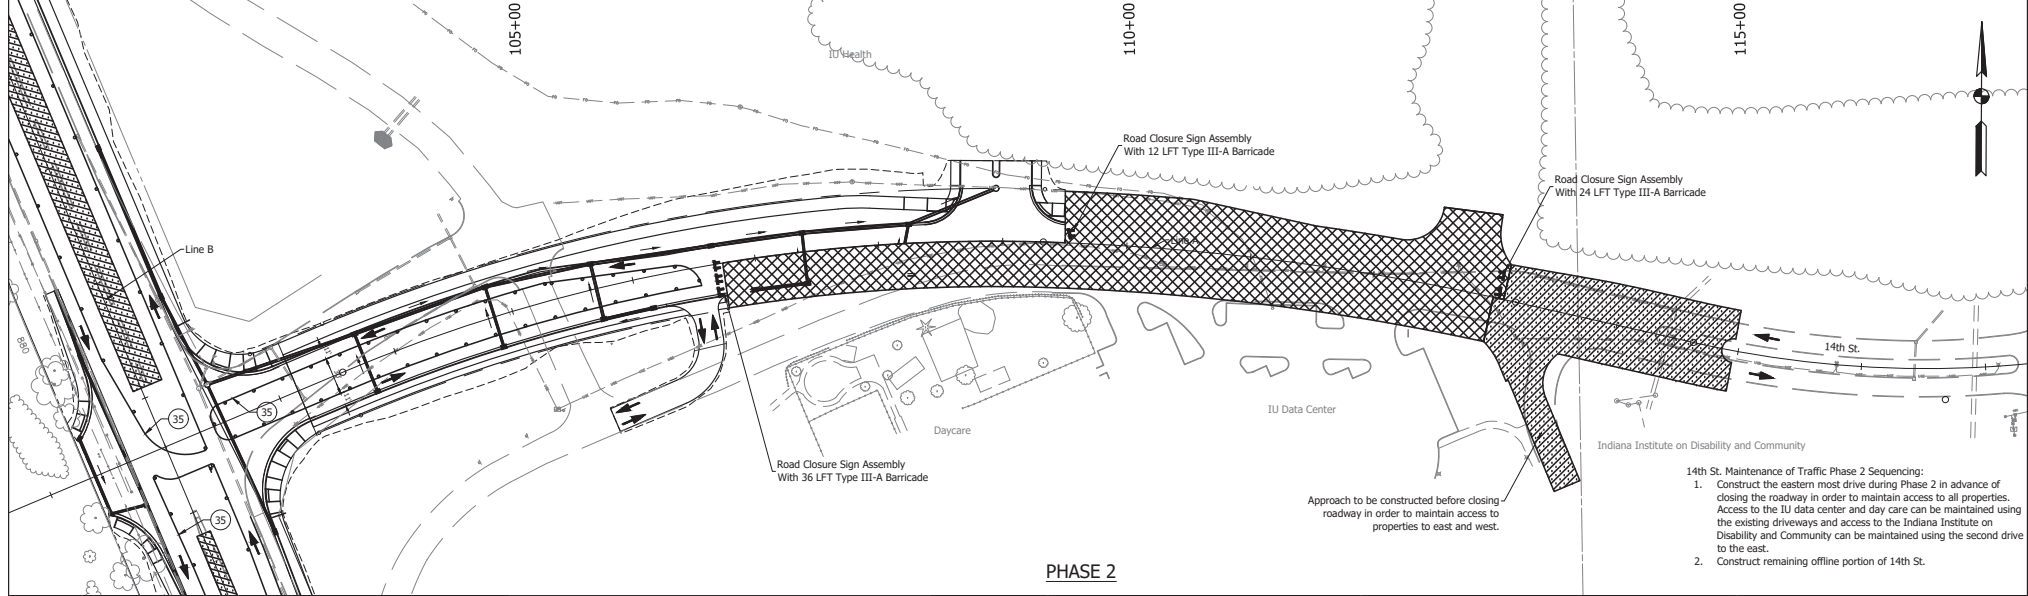 105+00
110+00
115+00
IU Health
Road Closure Sign Assembly
With 12 LFT Type III-A Barricade
Road Closure Sign Assembly
With 24 LFT Type III-A Barricade
Line B
Line A
880
14th St.
35
35
35
Daycare
IU Data Center
Indiana Institute on Disability and Community
Road Closure Sign Assembly
With 36 LFT Type III-A Barricade
Approach to be constructed before closing
roadway in order to maintain access to
properties to east and west.
14th St. Maintenance of Traffic Phase 2 Sequencing:
1. Construct the eastern most drive during Phase 2 in advance of
closing the roadway in order to maintain access to all properties.
Access to the IU data center and day care can be maintained using
the existing driveways and access to the Indiana Institute on
Disability and Community can be maintained using the second drive
to the east.
2. Construct remaining offline portion of 14th St.
PHASE 2